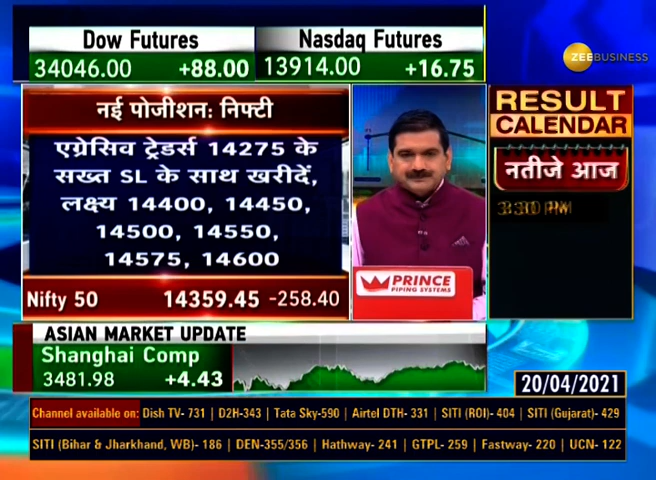 Dow Futures
34046.00 +88.00
Nasdaq Futures
13914.00 +16.75
ZEE BUSINESS
नई पोजीशन: निफ्टी
एग्रेसिव ट्रेडर्स 14275 के
सख्त SL के साथ खरीदें,
लक्ष्य 14400, 14450,
14500, 14550,
14575, 14600
Nifty 50 14359.45 -258.40
PRINCE
PIPING SYSTEMS
RESULT
CALENDAR
नतीजे आज
ASIAN MARKET UPDATE
Shanghai Comp
3481.98 +4.43
20/04/2021
Channel available on: Dish TV- 731 | D2H-343 | Tata Sky-590 | Airtel DTH- 331 | SITI (ROI)- 404 | SITI (Gujarat)- 429
SITI (Bihar & Jharkhand, WB)- 186 | DEN-355/356 | Hathway- 241 | GTPL- 259 | Fastway- 220 | UCN- 122